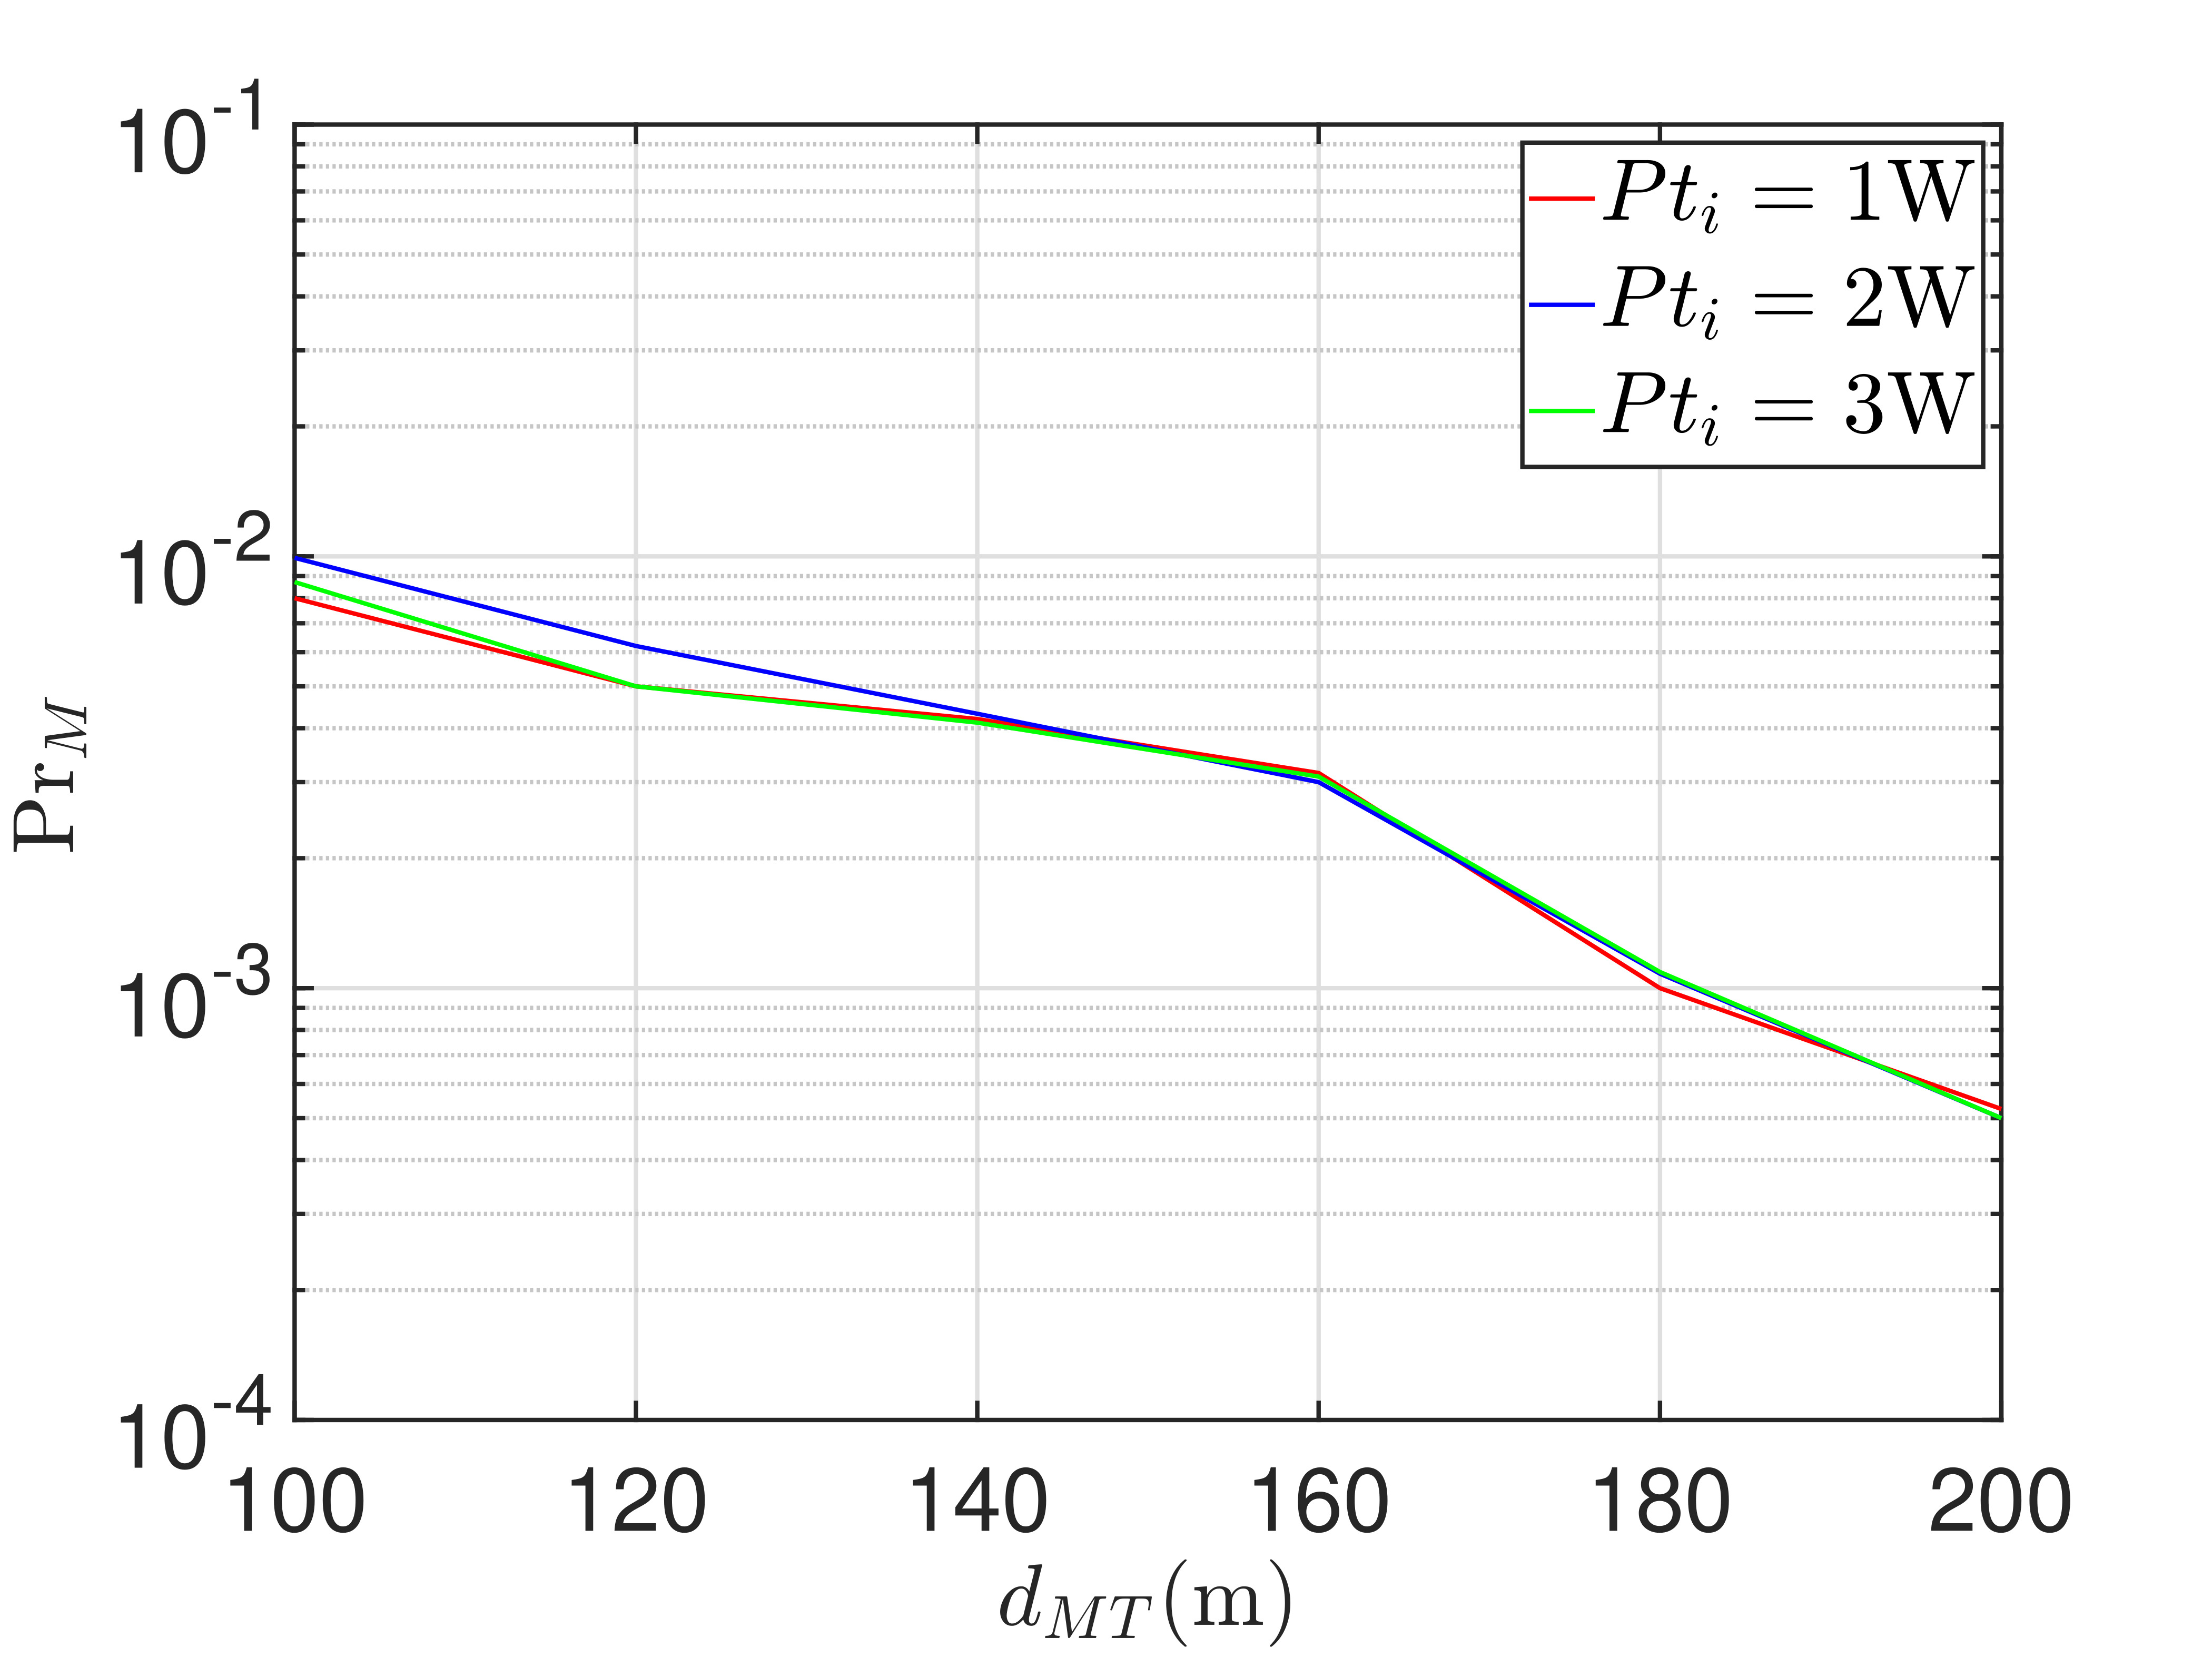 10^-1
10^-2
10^-3
10^-4
Pr_M
100 120 140 160 180 200
d_MT(m)
Pt_i = 1W
Pt_i = 2W
Pt_i = 3W